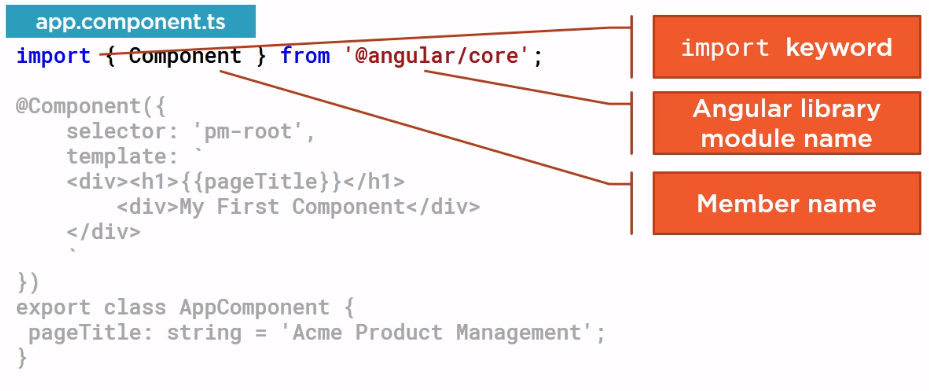 app.component.ts
import { Component } from '@angular/core';
@Component({
    selector: 'pm-root',
    template: `
    <div><h1>{{pageTitle}}</h1>
        <div>My First Component</div>
    </div>
    `
})
export class AppComponent {
 pageTitle: string = 'Acme Product Management';
}
import keyword
Angular library
module name
Member name